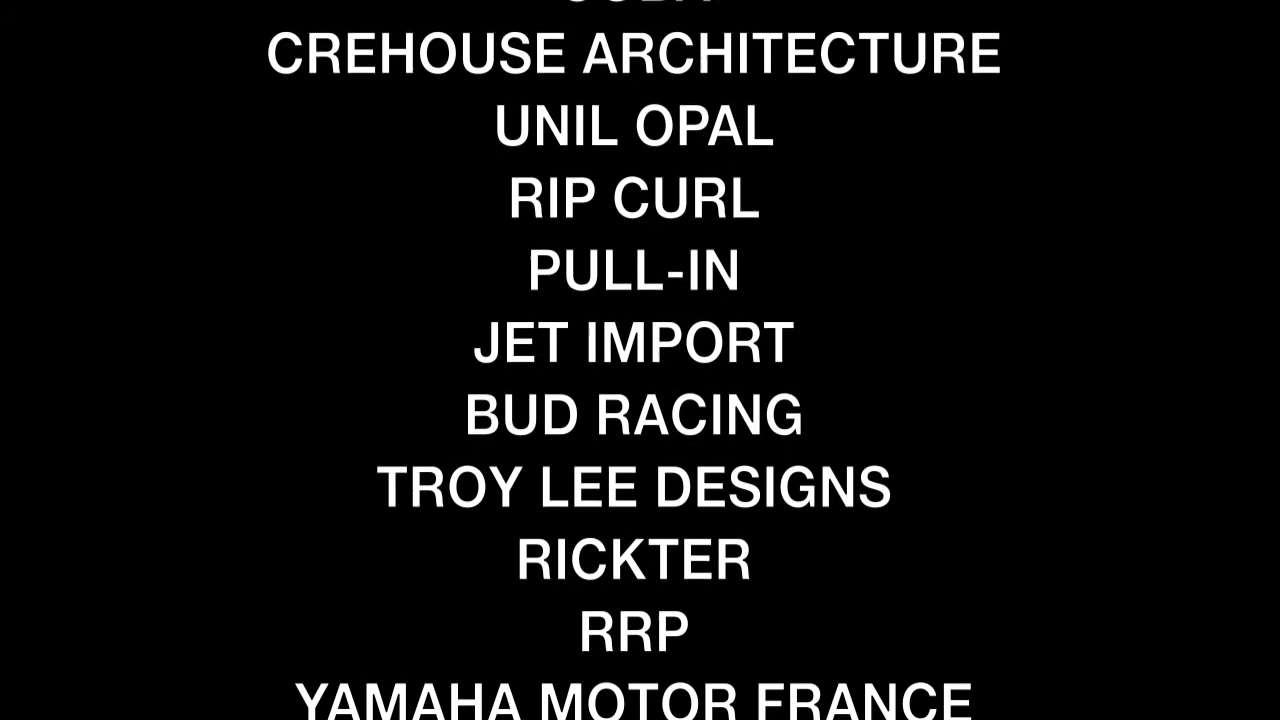 CREHOUSE ARCHITECTURE
UNIL OPAL
RIP CURL
PULL-IN
JET IMPORT
BUD RACING
TROY LEE DESIGNS
RICKTER
RRP
YAMAHA MOTOR FRANCE